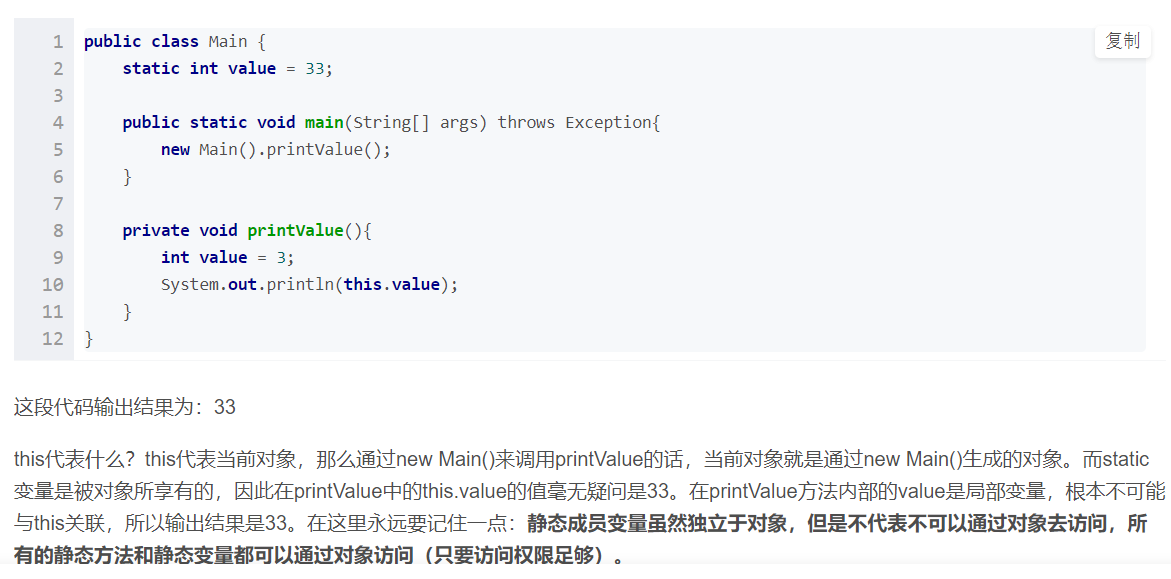 复制
1 public class Main {
2     static int value = 33;
3
4     public static void main(String[] args) throws Exception{
5         new Main().printValue();
6     }
7
8     private void printValue(){
9         int value = 3;
10         System.out.println(this.value);
11     }
12 }
这段代码输出结果为：33
this代表什么？this代表当前对象，那么通过new Main()来调用printValue的话，当前对象就是通过new Main()生成的对象。而static
变量是被对象所享有的，因此在printValue中的this.value的值毫无疑问是33。在printValue方法内部的value是局部变量，根本不可能
与this关联，所以输出结果是33。在这里永远要记住一点：静态成员变量虽然独立于对象，但是不代表不可以通过对象去访问，所
有的静态方法和静态变量都可以通过对象访问（只要访问权限足够）。